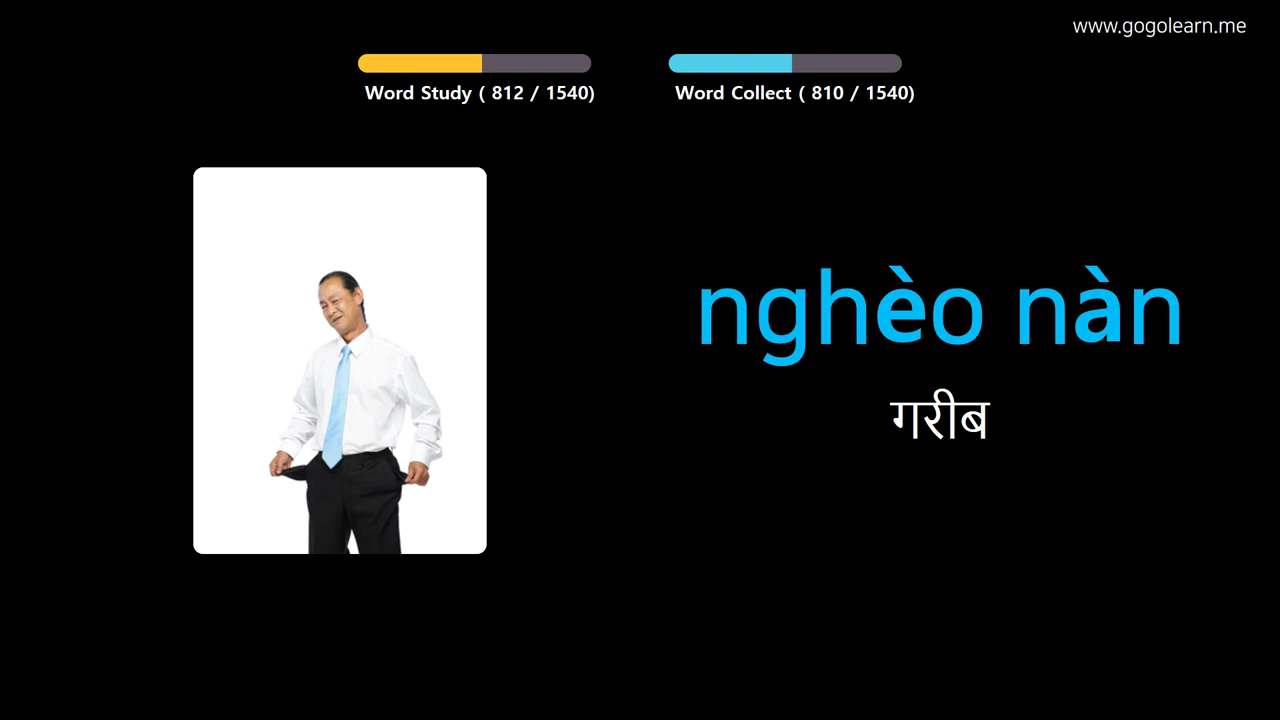 www.gogolearn.me
Word Study ( 812 / 1540)
Word Collect ( 810 / 1540)
nghèo nàn
गरीब